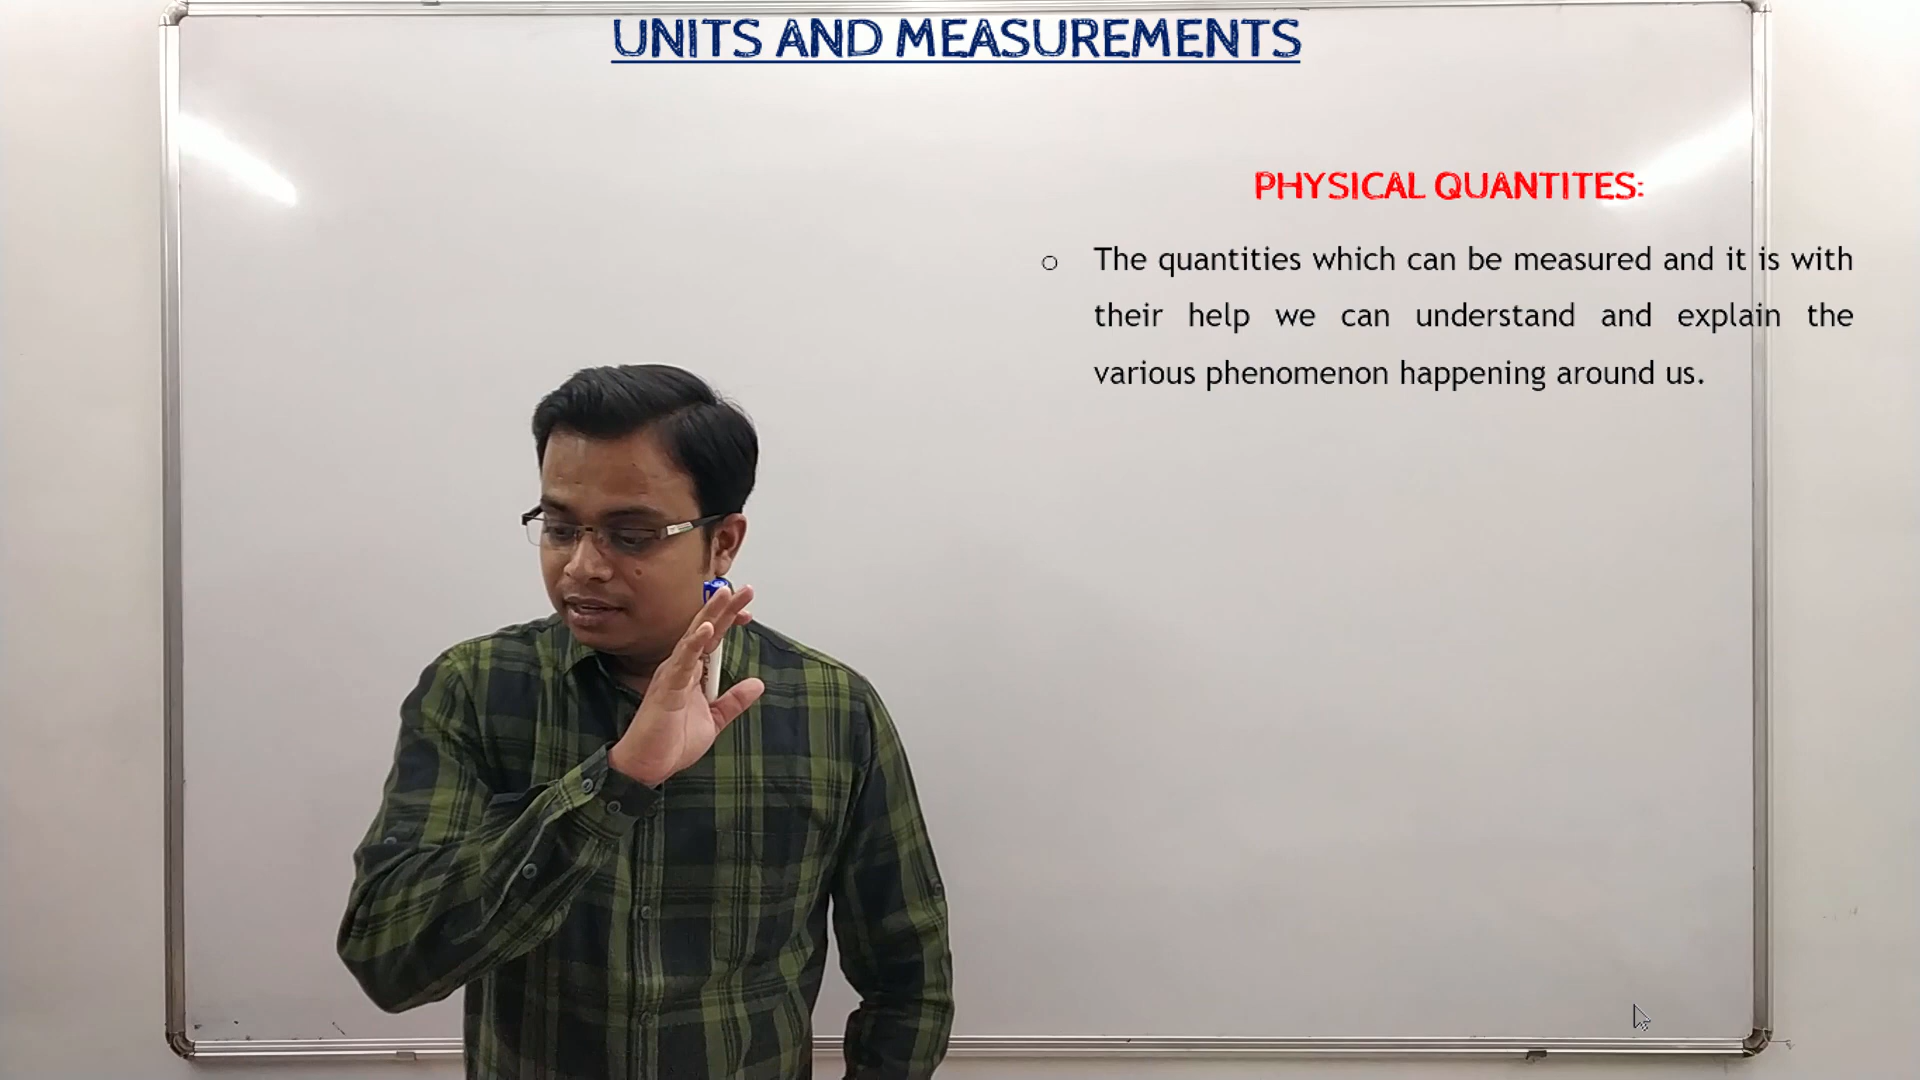 UNITS AND MEASUREMENTS
PHYSICAL QUANTITES:
○ The quantities which can be measured and it is with
their help we can understand and explain the
various phenomenon happening around us.